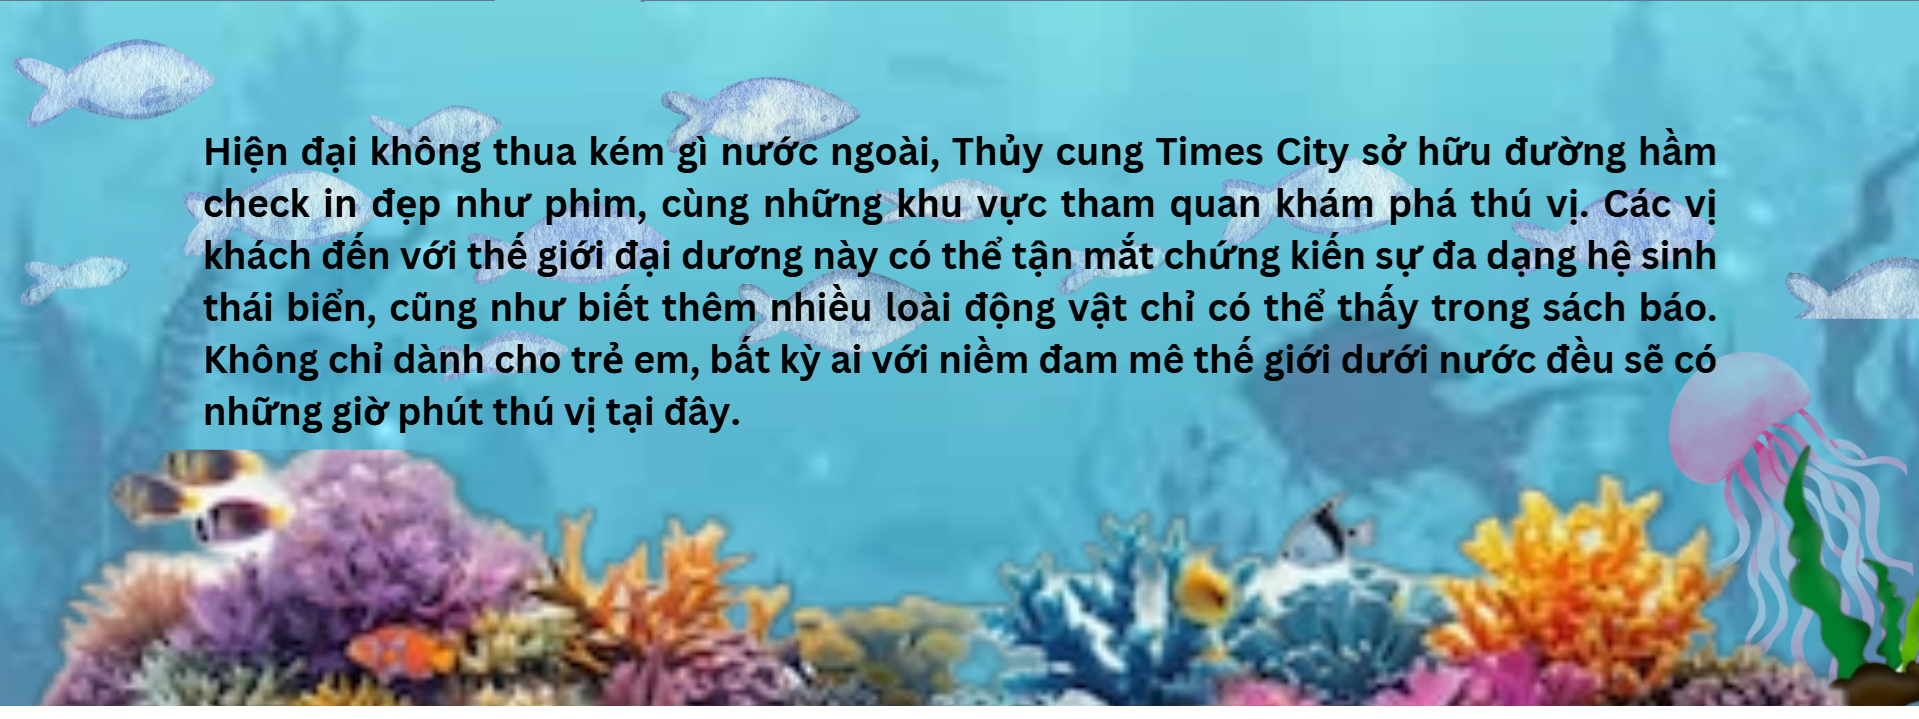 Hiện đại không thua kém gì nước ngoài, Thủy cung Times City sở hữu đường hầm
check in đẹp như phim, cùng những khu vực tham quan khám phá thú vị. Các vị
khách đến với thế giới đại dương này có thể tận mắt chứng kiến sự đa dạng hệ sinh
thái biển, cũng như biết thêm nhiều loài động vật chỉ có thể thấy trong sách báo.
Không chỉ dành cho trẻ em, bất kỳ ai với niềm đam mê thế giới dưới nước đều sẽ có
những giờ phút thú vị tại đây.